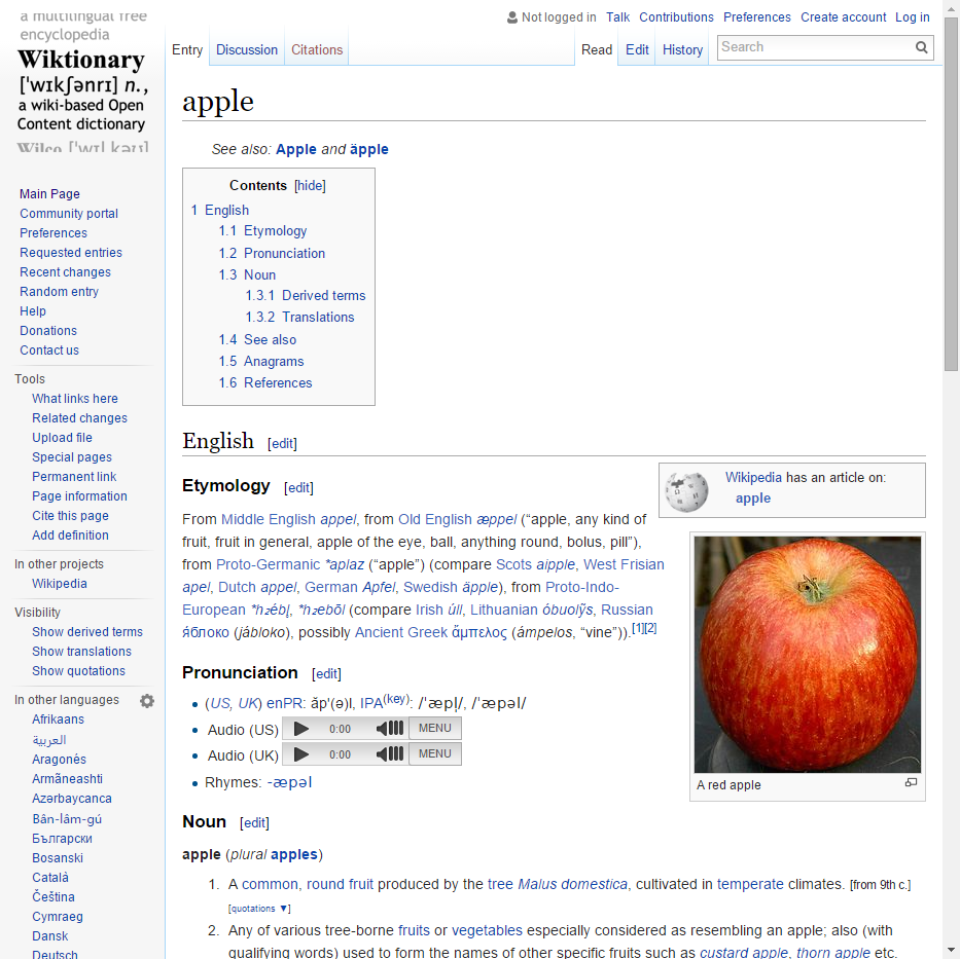 a multilingual free
encyclopedia
Wiktionary
['wɪkʃənrɪ] n.,
a wiki-based Open
Content dictionary
Wilco ['wɪl kəʊ]
Not logged in Talk Contributions Preferences Create account Log in
Entry Discussion Citations Read Edit History Search
Main Page
Community portal
Preferences
Requested entries
Recent changes
Random entry
Help
Donations
Contact us
Tools
What links here
Related changes
Upload file
Special pages
Permanent link
Page information
Cite this page
Add definition
In other projects
Wikipedia
Visibility
Show derived terms
Show translations
Show quotations
In other languages
Afrikaans
العربية
Aragonés
Armãneashti
Azərbaycanca
Bân-lâm-gú
Български
Bosanski
Català
Čeština
Cymraeg
Dansk
Deutsch
apple
See also: Apple and äpple
Contents [hide]
1 English
1.1 Etymology
1.2 Pronunciation
1.3 Noun
1.3.1 Derived terms
1.3.2 Translations
1.4 See also
1.5 Anagrams
1.6 References
English [edit]
Wikipedia has an article on:
apple
Etymology [edit]
From Middle English appel, from Old English æppel (“apple, any kind of
fruit, fruit in general, apple of the eye, ball, anything round, bolus, pill”),
from Proto-Germanic *aplaz (“apple”) (compare Scots aipple, West Frisian
apel, Dutch appel, German Apfel, Swedish äpple), from Proto-Indo-
European *h₂ébl̥, *h₂ebōl (compare Irish úll, Lithuanian óbuolỹs, Russian
я́блоко (jábloko), possibly Ancient Greek ἄμπελος (ámpelos, “vine”)).[1][2]
A red apple
Pronunciation [edit]
• (US, UK) enPR: ăp'(ə)l, IPA(key): /ˈæpl̩/, /ˈæpəl/
• Audio (US) 0:00 MENU
• Audio (UK) 0:00 MENU
• Rhymes: -æpəl
Noun [edit]
apple (plural apples)
1. A common, round fruit produced by the tree Malus domestica, cultivated in temperate climates. [from 9th c.]
[quotations ▼]
2. Any of various tree-borne fruits or vegetables especially considered as resembling an apple; also (with
qualifying words) used to form the names of other specific fruits such as custard apple, thorn apple etc.